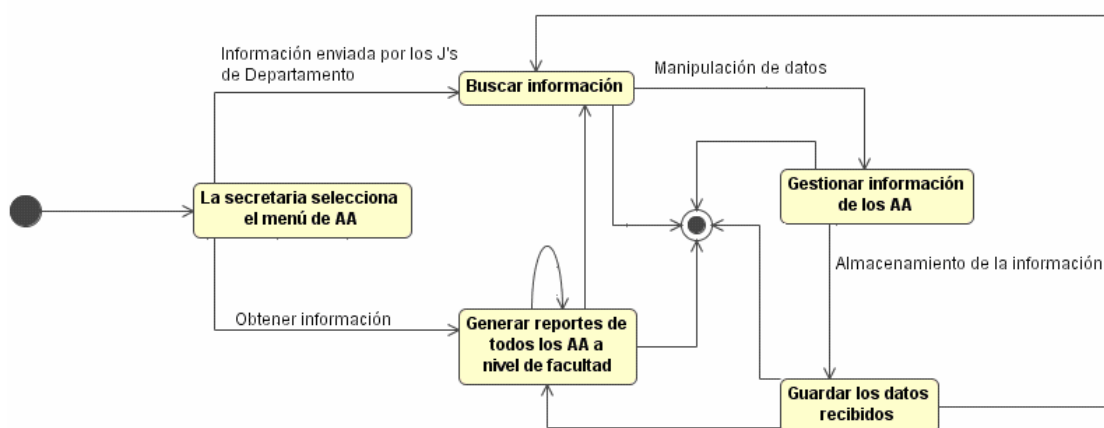 Información enviada por los J's
de Departamento
Buscar información
Manipulación de datos
La secretaria selecciona
el menú de AA
Gestionar información
de los AA
Almacenamiento de la información
Obtener información
Generar reportes de
todos los AA a
nivel de facultad
Guardar los datos
recibidos